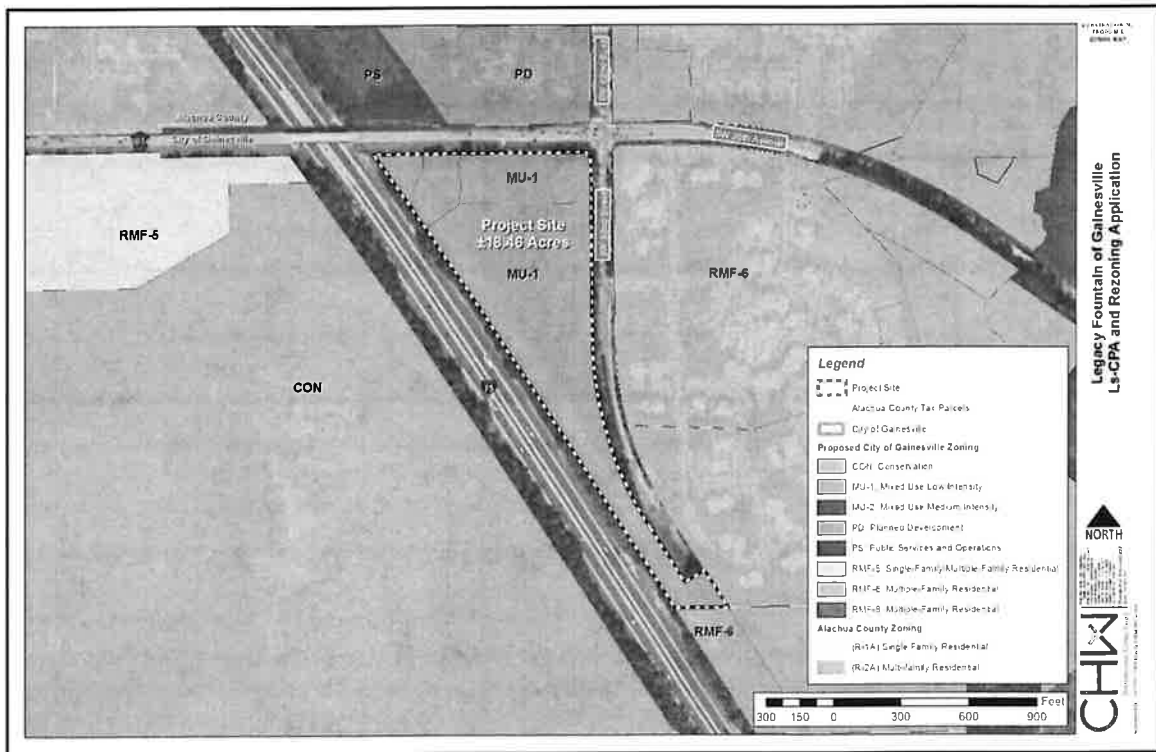 PS
PD
Alachua County
City of Gainesville
MU-1
Project Site
±18.46 Acres
MU-1
RMF-5
RMF-6
CON
RMF-6
Legend
Project Site
Alachua County Tax Parcels
City of Gainesville
Proposed City of Gainesville Zoning
CON: Conservation
MU-1: Mixed Use Low Intensity
MU-2: Mixed Use Medium Intensity
PD: Planned Development
PS: Public Services and Operations
RMF-5: Single-Family/Multiple-Family Residential
RMF-6: Multiple-Family Residential
RMF-8: Multiple-Family Residential
Alachua County Zoning
(R-1A) Single Family Residential
(R-2A) Multi-family Residential
Feet
300 150 0 300 600 900
Legacy Fountain of Gainesville
Ls-CPA and Rezoning Application
NORTH
CHW